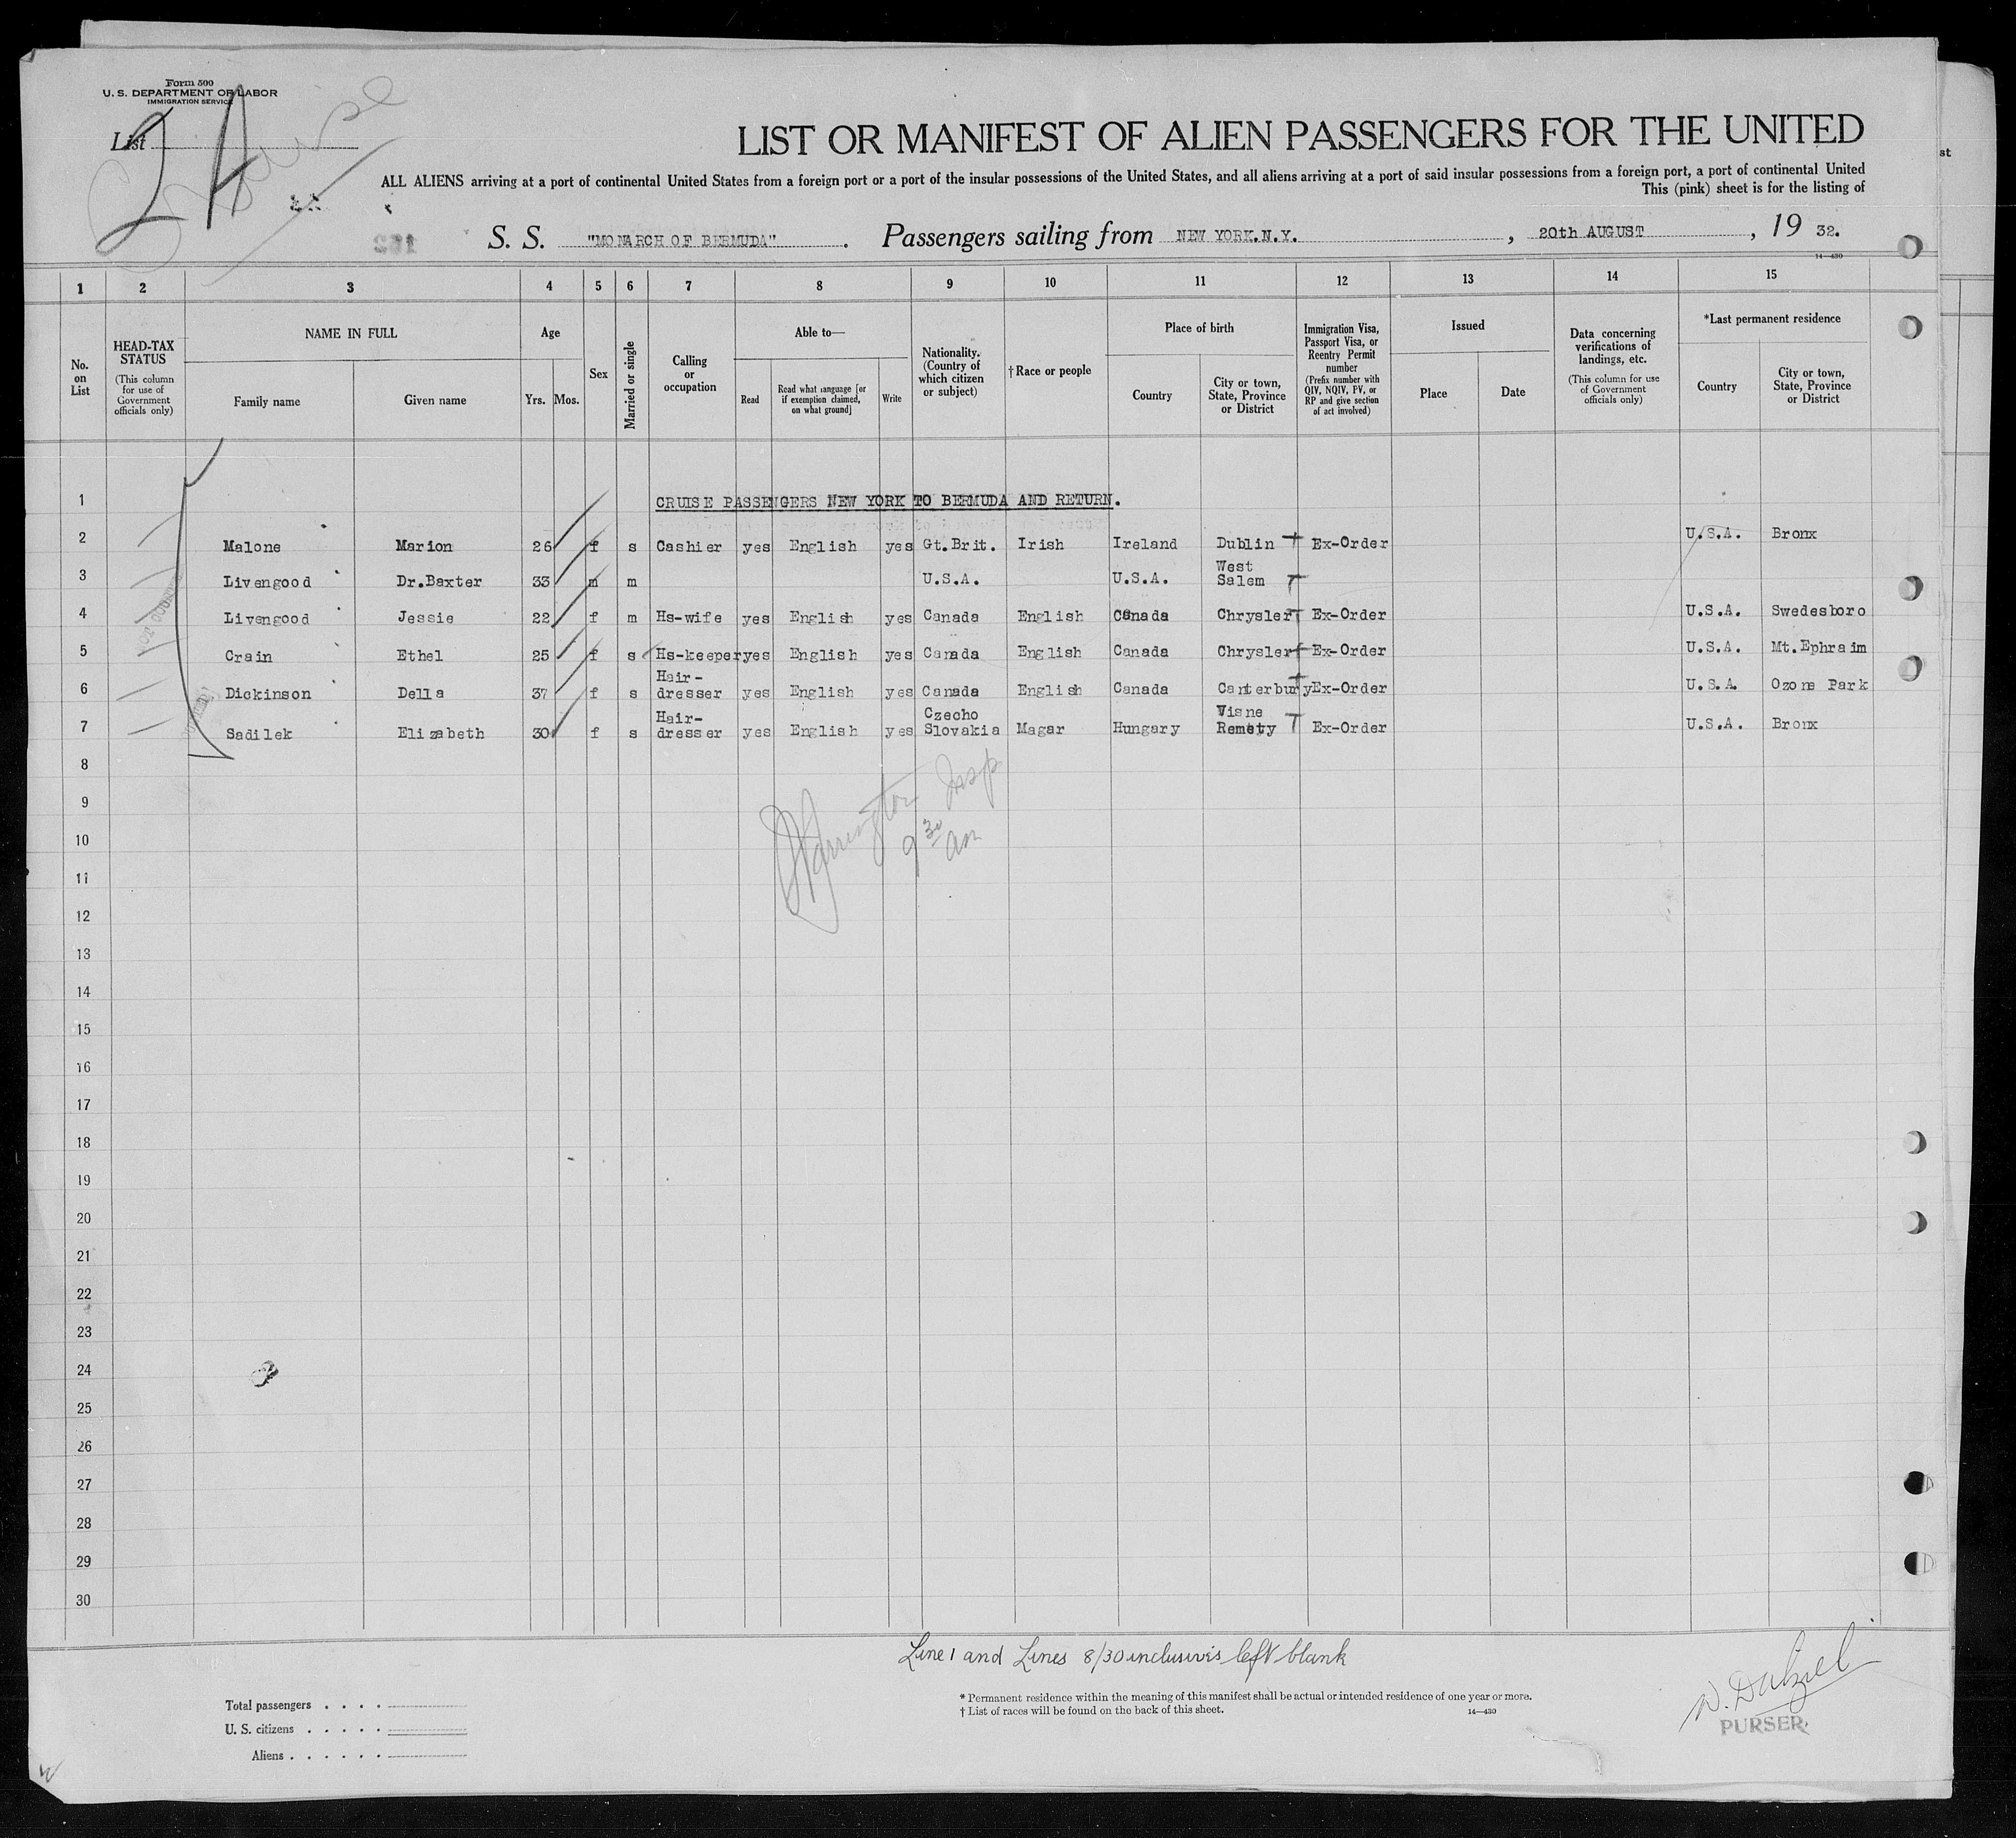 Form 500
U. S. DEPARTMENT OF LABOR
IMMIGRATION SERVICE
List 2 A
Cruise
LIST OR MANIFEST OF ALIEN PASSENGERS FOR THE UNITED
ALL ALIENS arriving at a port of continental United States from a foreign port or a port of the insular possessions of the United States, and all aliens arriving at a port of said insular possessions from a foreign port, a port of continental United
This (pink) sheet is for the listing of
S. S. "MONARCH OF BERMUDA" . Passengers sailing from NEW YORK.N.Y. , 20th AUGUST , 19 32.
14—430
1 2 3 4 5 6 7 8 9 10 11 12 13 14 15
No. on List
HEAD-TAX STATUS (This column for use of Government officials only)
NAME IN FULL
Family name Given name
Age
Yrs. Mos.
Sex
Married or single
Calling or occupation
Able to—
Read
Read what language [or if exemption claimed, on what ground]
Write
Nationality. (Country of which citizen or subject)
†Race or people
Place of birth
Country
City or town, State, Province or District
Immigration Visa, Passport Visa, or Reentry Permit number (Prefix number with QIV, NQIV, PV, or RP and give section of act involved)
Issued
Place Date
Data concerning verifications of landings, etc. (This column for use of Government officials only)
*Last permanent residence
Country
City or town, State, Province or District
1 CRUISE PASSENGERS NEW YORK TO BERMUDA AND RETURN.
2 Malone Marion 26 f s Cashier yes English yes Gt.Brit. Irish Ireland Dublin Ex-Order U.S.A. Bronx
3 Livengood Dr.Baxter 33 m m U.S.A. U.S.A. West Salem
4 Livengood Jessie 22 f m Hs-wife yes English yes Canada English Canada Chrysler Ex-Order U.S.A. Swedesboro
5 Crain Ethel 25 f s Hs-keeper yes English yes Canada English Canada Chrysler Ex-Order U.S.A. Mt.Ephraim
6 Dickinson Della 37 f s Hair-dresser yes English yes Canada English Canada Canterbury Ex-Order U.S.A. Ozone Park
7 Sadilek Elizabeth 30 f s Hair-dresser yes English yes Czecho Slovakia Magar Hungary Visne Remety Ex-Order U.S.A. Bronx
8
9
10
11
12
13
14
15
16
17
18
19
20
21
22
23
24
25
26
27
28
29
30
Harrington Insp
9 30 am
Line 1 and Lines 8/30 inclusive is left blank
Total passengers . . . .
U. S. citizens . . . . .
Aliens . . . . . .
* Permanent residence within the meaning of this manifest shall be actual or intended residence of one year or more.
† List of races will be found on the back of this sheet.
14—430
PURSER
st